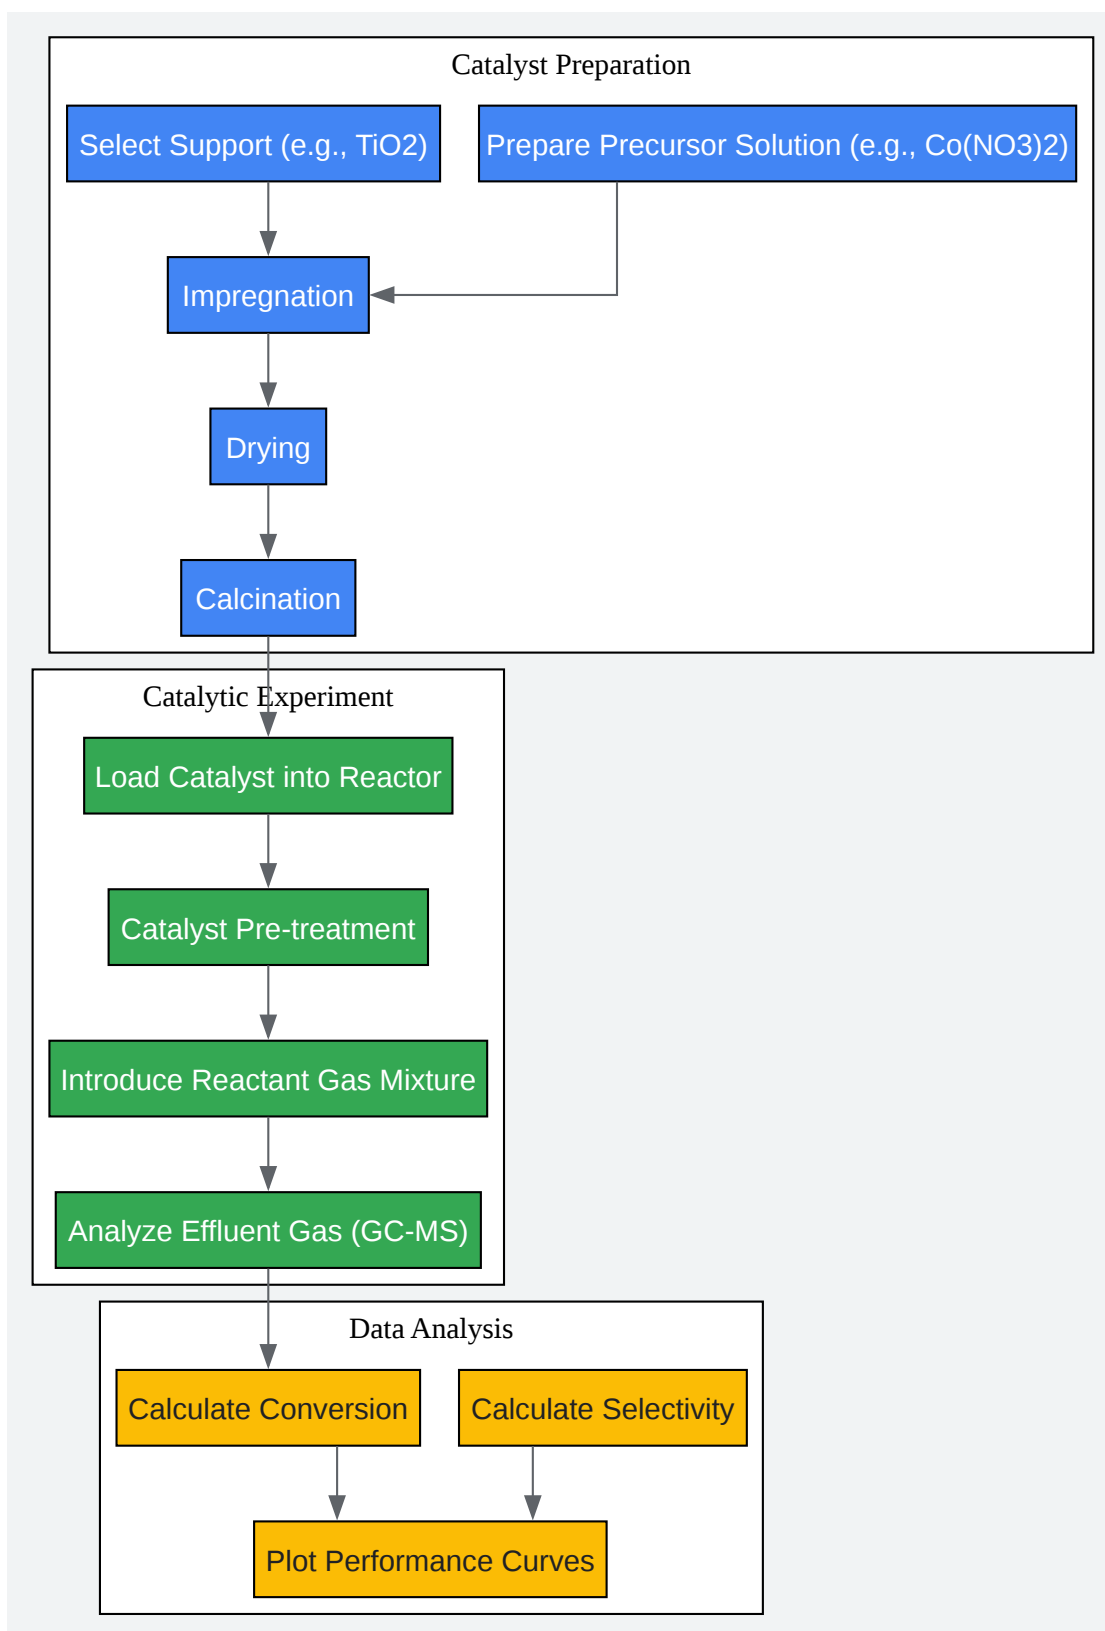 Catalyst Preparation
Select Support (e.g., TiO2)
Prepare Precursor Solution (e.g., Co(NO3)2)
Impregnation
Drying
Calcination
Catalytic Experiment
Load Catalyst into Reactor
Catalyst Pre-treatment
Introduce Reactant Gas Mixture
Analyze Effluent Gas (GC-MS)
Data Analysis
Calculate Conversion
Calculate Selectivity
Plot Performance Curves